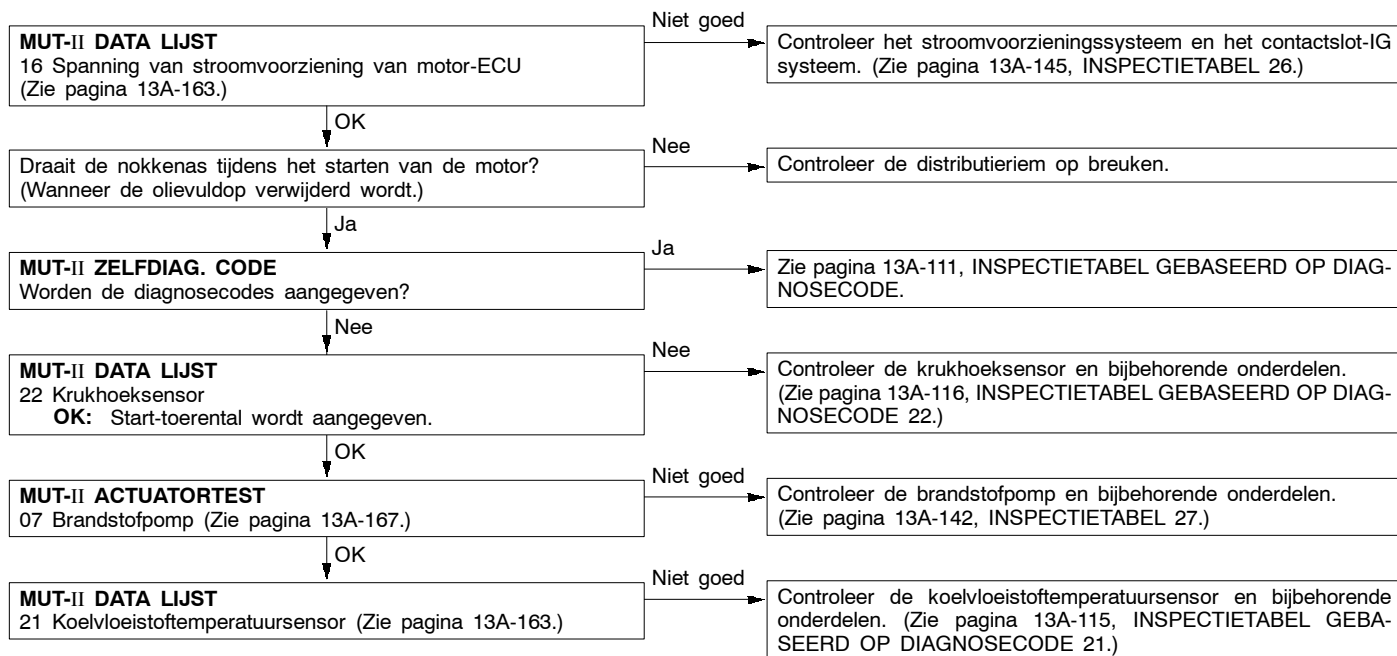 MUT-II DATA LIJST
16 Spanning van stroomvoorziening van motor-ECU
(Zie pagina 13A-163.)
Niet goed
Controleer het stroomvoorzieningssysteem en het contactslot-IG
systeem. (Zie pagina 13A-145, INSPECTIETABEL 26.)
OK
Draait de nokkenas tijdens het starten van de motor?
(Wanneer de olievuldop verwijderd wordt.)
Nee
Controleer de distributieriem op breuken.
Ja
MUT-II ZELFDIAG. CODE
Worden de diagnosecodes aangegeven?
Ja
Zie pagina 13A-111, INSPECTIETABEL GEBASEERD OP DIAG-
NOSECODE.
Nee
MUT-II DATA LIJST
22 Krukhoeksensor
OK: Start-toerental wordt aangegeven.
Nee
Controleer de krukhoeksensor en bijbehorende onderdelen.
(Zie pagina 13A-116, INSPECTIETABEL GEBASEERD OP DIAG-
NOSECODE 22.)
OK
MUT-II ACTUATORTEST
07 Brandstofpomp (Zie pagina 13A-167.)
Niet goed
Controleer de brandstofpomp en bijbehorende onderdelen.
(Zie pagina 13A-142, INSPECTIETABEL 27.)
OK
MUT-II DATA LIJST
21 Koelvloeistoftemperatuursensor (Zie pagina 13A-163.)
Niet goed
Controleer de koelvloeistoftemperatuursensor en bijbehorende
onderdelen. (Zie pagina 13A-115, INSPECTIETABEL GEBA-
SEERD OP DIAGNOSECODE 21.)